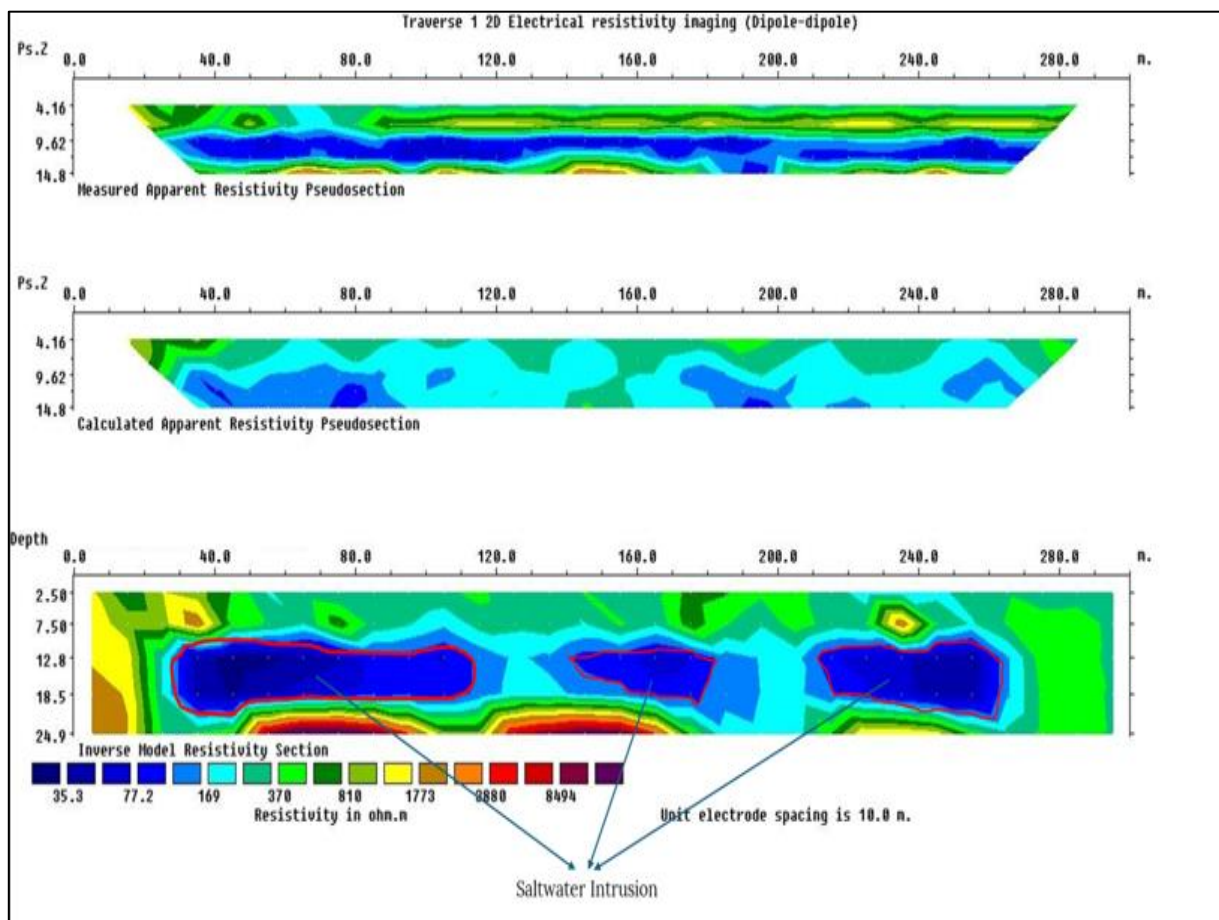 Traverse 1 2D Electrical resistivity imaging (Dipole-dipole)
Ps.Z 0.0 40.0 80.0 120.0 160.0 200.0 240.0 280.0 m.
4.16
9.62
14.8
Measured Apparent Resistivity Pseudosection
Ps.Z 0.0 40.0 80.0 120.0 160.0 200.0 240.0 280.0 m.
4.16
9.62
14.8
Calculated Apparent Resistivity Pseudosection
Depth 0.0 40.0 80.0 120.0 160.0 200.0 240.0 280.0 m.
2.50
7.50
12.8
18.5
24.9
Inverse Model Resistivity Section
35.3 77.2 169 370 810 1773 3880 8494
Resistivity in ohm.m Unit electrode spacing is 10.0 m.
Saltwater Intrusion